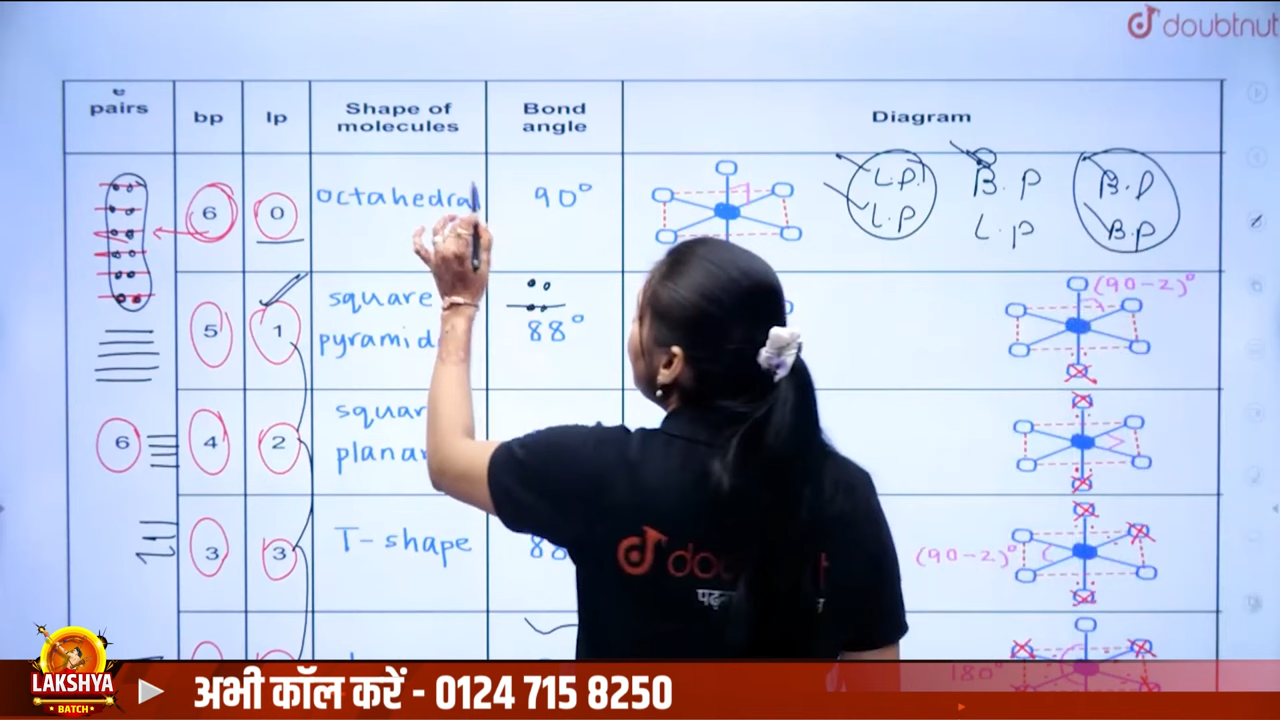 doubtnut
e pairs
bp
lp
Shape of
molecules
Bond
angle
Diagram
6
0
octahedral
90°
L.P.
L.P
B.P
L.P
B.P
B.P
5
1
square
pyramid
88°
(90-2)°
6
4
2
square
planar
3
3
T-shape
88
(90-2)°
180°
LAKSHYA
BATCH
अभी कॉल करें - 0124 715 8250